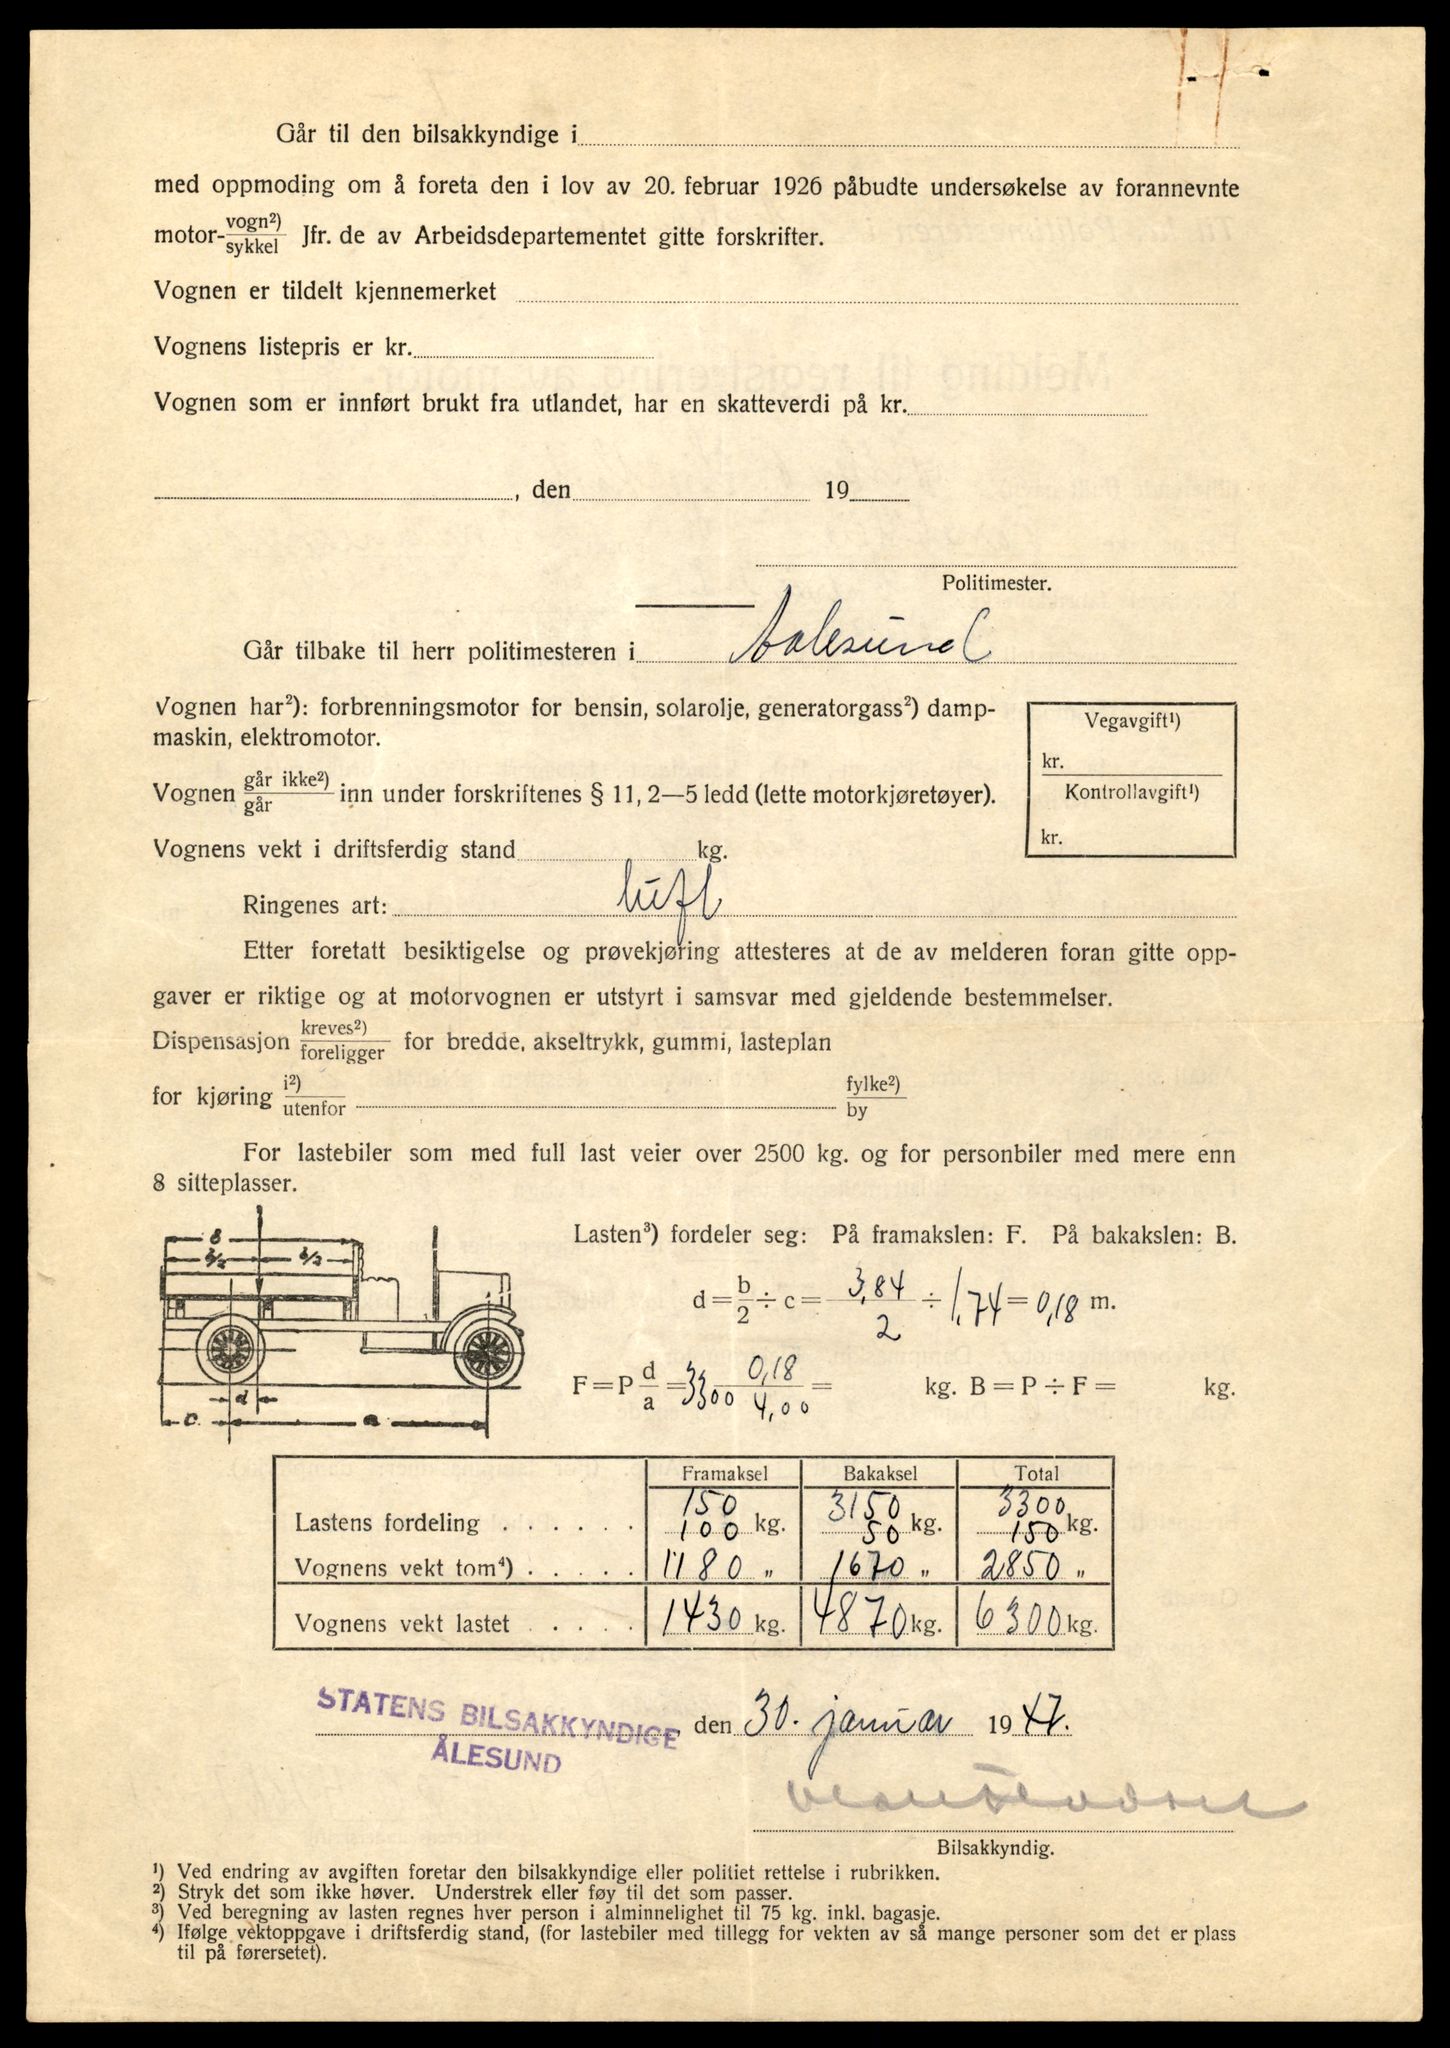 Går til den bilsakkyndige i
med oppmoding om å foreta den i lov av 20. februar 1926 påbudte undersøkelse av forannevnte
motor-vogn²)/sykkel Jfr. de av Arbeidsdepartementet gitte forskrifter.
Vognen er tildelt kjennemerket
Vognens listepris er kr.
Vognen som er innført brukt fra utlandet, har en skatteverdi på kr.
, den 19
Politimester.
Går tilbake til herr politimesteren i Aalesund
Vognen har²): forbrenningsmotor for bensin, solarolje, generatorgass²) damp-
maskin, elektromotor.
Vegavgift¹)
kr.
Kontrollavgift¹)
kr.
Vognen går ikke²)/går inn under forskriftenes § 11, 2—5 ledd (lette motorkjøretøyer).
Vognens vekt i driftsferdig stand kg.
Ringenes art: luft
Etter foretatt besiktigelse og prøvekjøring attesteres at de av melderen foran gitte opp-
gaver er riktige og at motorvognen er utstyrt i samsvar med gjeldende bestemmelser.
Dispensasjon kreves²)/foreligger for bredde, akseltrykk, gummi, lasteplan
for kjøring i²)/utenfor fylke²)/by
For lastebiler som med full last veier over 2500 kg. og for personbiler med mere enn
8 sitteplasser.
Lasten³) fordeler seg: På framakslen: F. På bakakslen: B.
d = b/2 ÷ c = 3,84/2 ÷ 1,74 = 0,18 m.
F = P d/a = 3300 0,18/4,00 = kg. B = P ÷ F = kg.
b
b/2 b/2
d
c. a
Framaksel Bakaksel Total
150 3150 3300
Lastens fordeling . . . . . . 100 kg. 50 kg. 150 kg.
Vognens vekt tom⁴) . . . . . 1180 „ 1670 „ 2850 „
Vognens vekt lastet . . . . . 1430 kg. 4870 kg. 6300 kg.
STATENS BILSAKKYNDIGE
ÅLESUND
, den 30. januar 1947.
Bilsakkyndig.
¹) Ved endring av avgiften foretar den bilsakkyndige eller politiet rettelse i rubrikken.
²) Stryk det som ikke høver. Understrek eller føy til det som passer.
³) Ved beregning av lasten regnes hver person i alminnelighet til 75 kg. inkl. bagasje.
⁴) Ifølge vektoppgave i driftsferdig stand, (for lastebiler med tillegg for vekten av så mange personer som det er plass
til på førersetet).